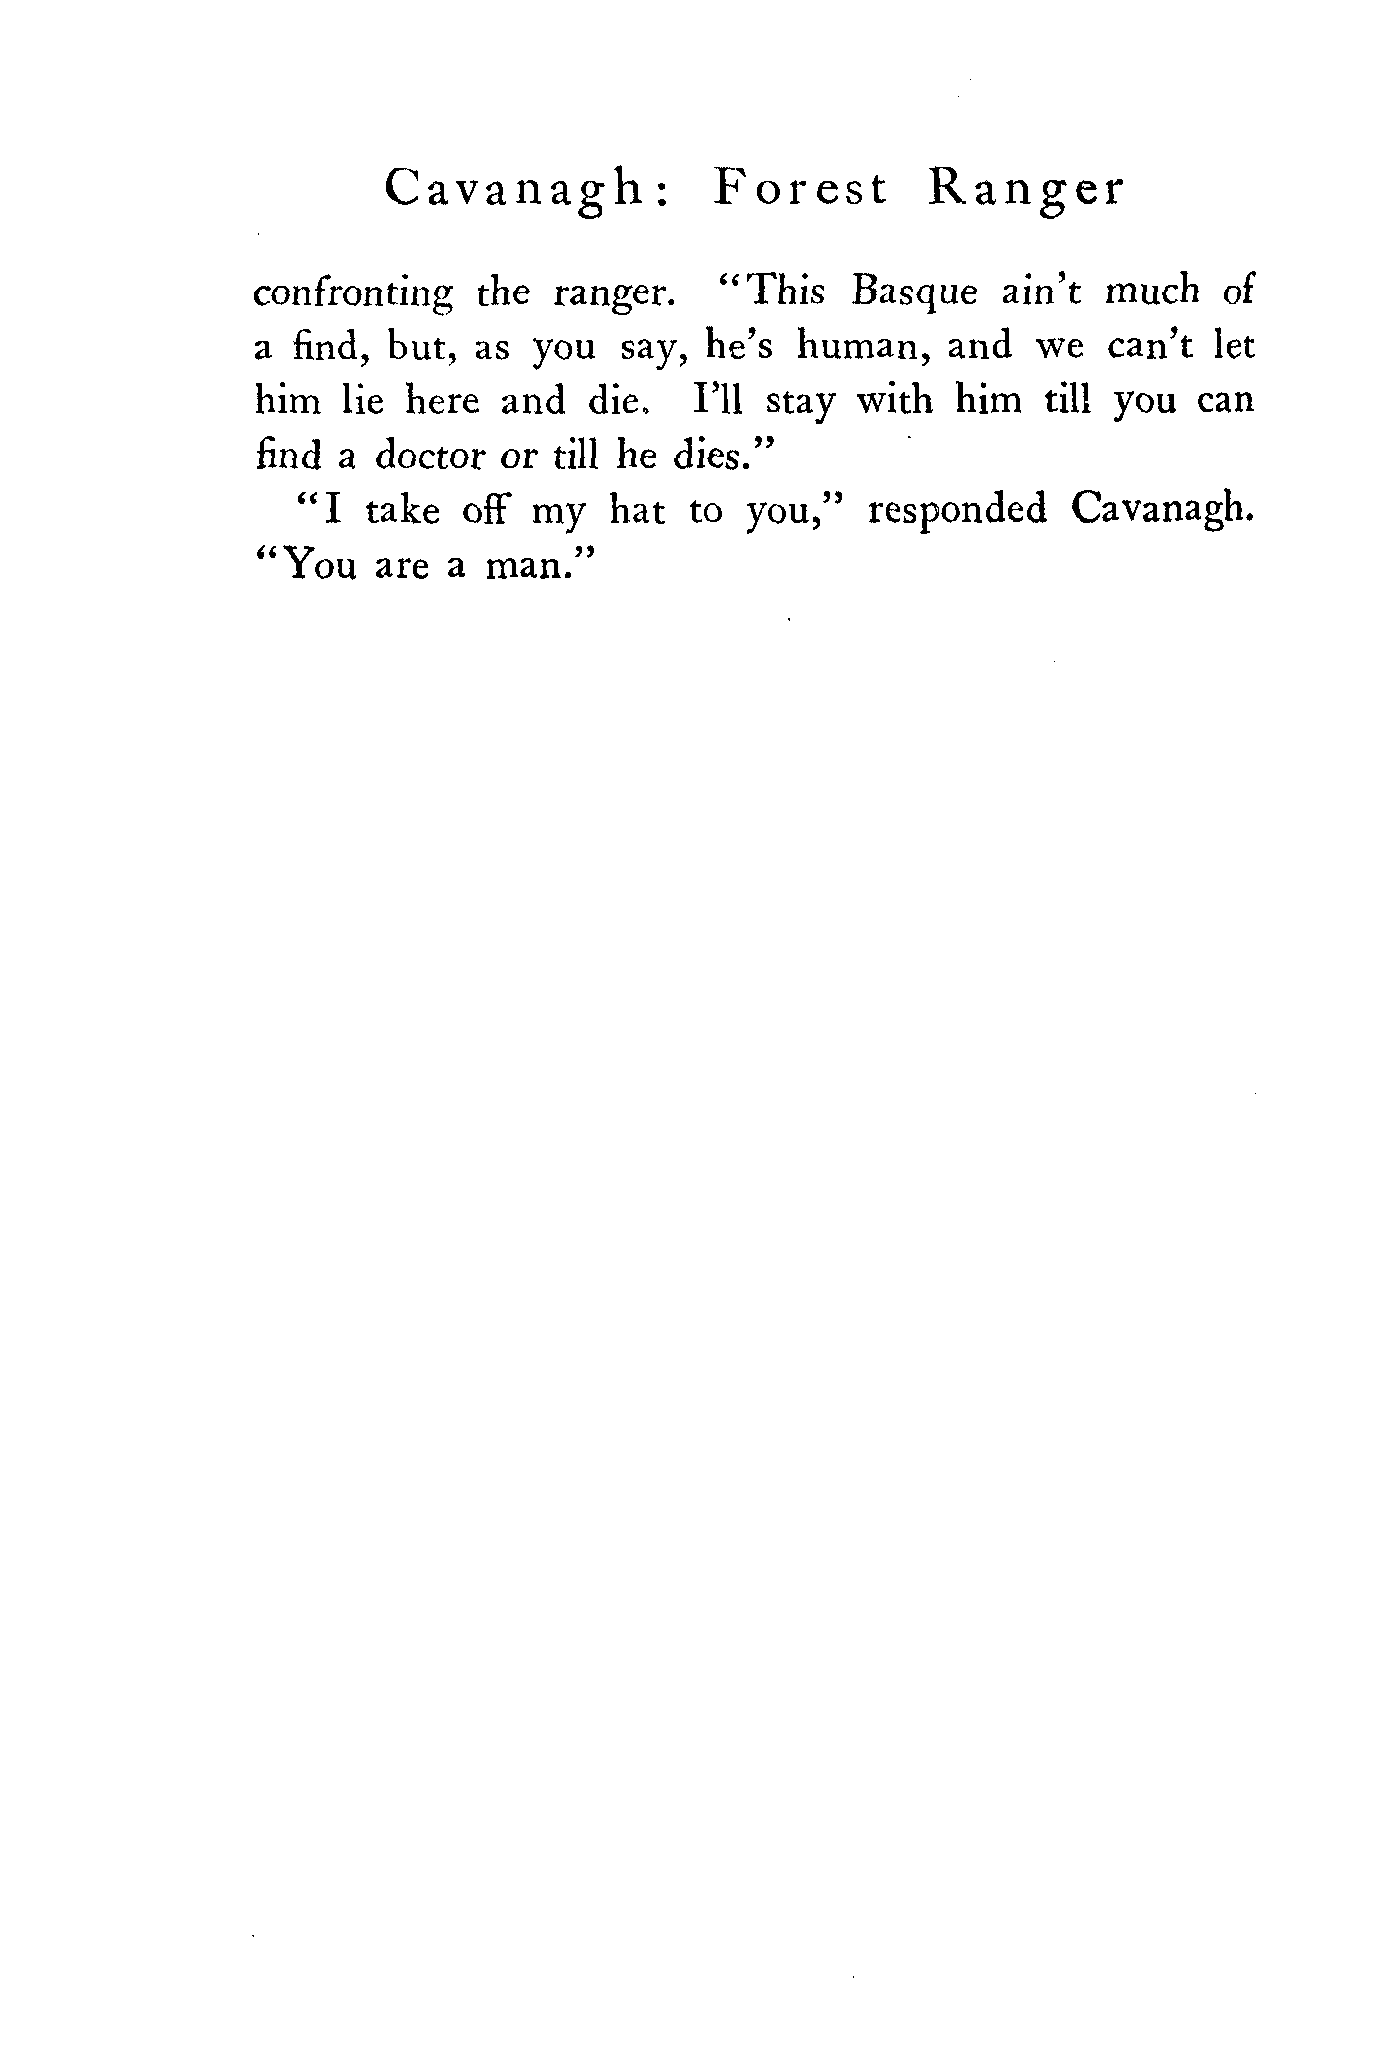 Cavanagh: Forest Ranger
confronting the ranger. “This Basque ain't much of
a find, but, as you say, he's human, and we can't let
him lie here and die. I'll stay with him till you can
find a doctor or till he dies.”
“I take off my hat to you,” responded Cavanagh.
“You are a man.”